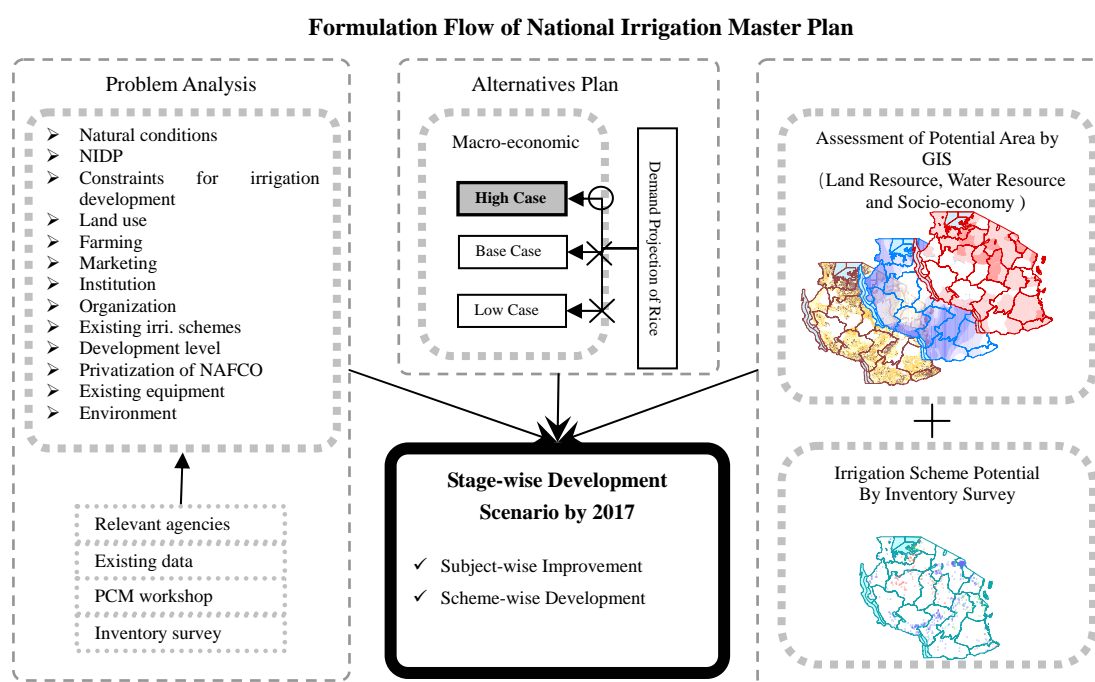 Formulation Flow of National Irrigation Master Plan
Problem Analysis
➢ Natural conditions
➢ NIDP
➢ Constraints for irrigation
development
➢ Land use
➢ Farming
➢ Marketing
➢ Institution
➢ Organization
➢ Existing irri. schemes
➢ Development level
➢ Privatization of NAFCO
➢ Existing equipment
➢ Environment
Relevant agencies
Existing data
PCM workshop
Inventory survey
Alternatives Plan
Macro-economic
High Case
Base Case
Low Case
Demand Projection of Rice
Stage-wise Development
Scenario by 2017
✓ Subject-wise Improvement
✓ Scheme-wise Development
Assessment of Potential Area by
GIS
(Land Resource, Water Resource
and Socio-economy )
Irrigation Scheme Potential
By Inventory Survey